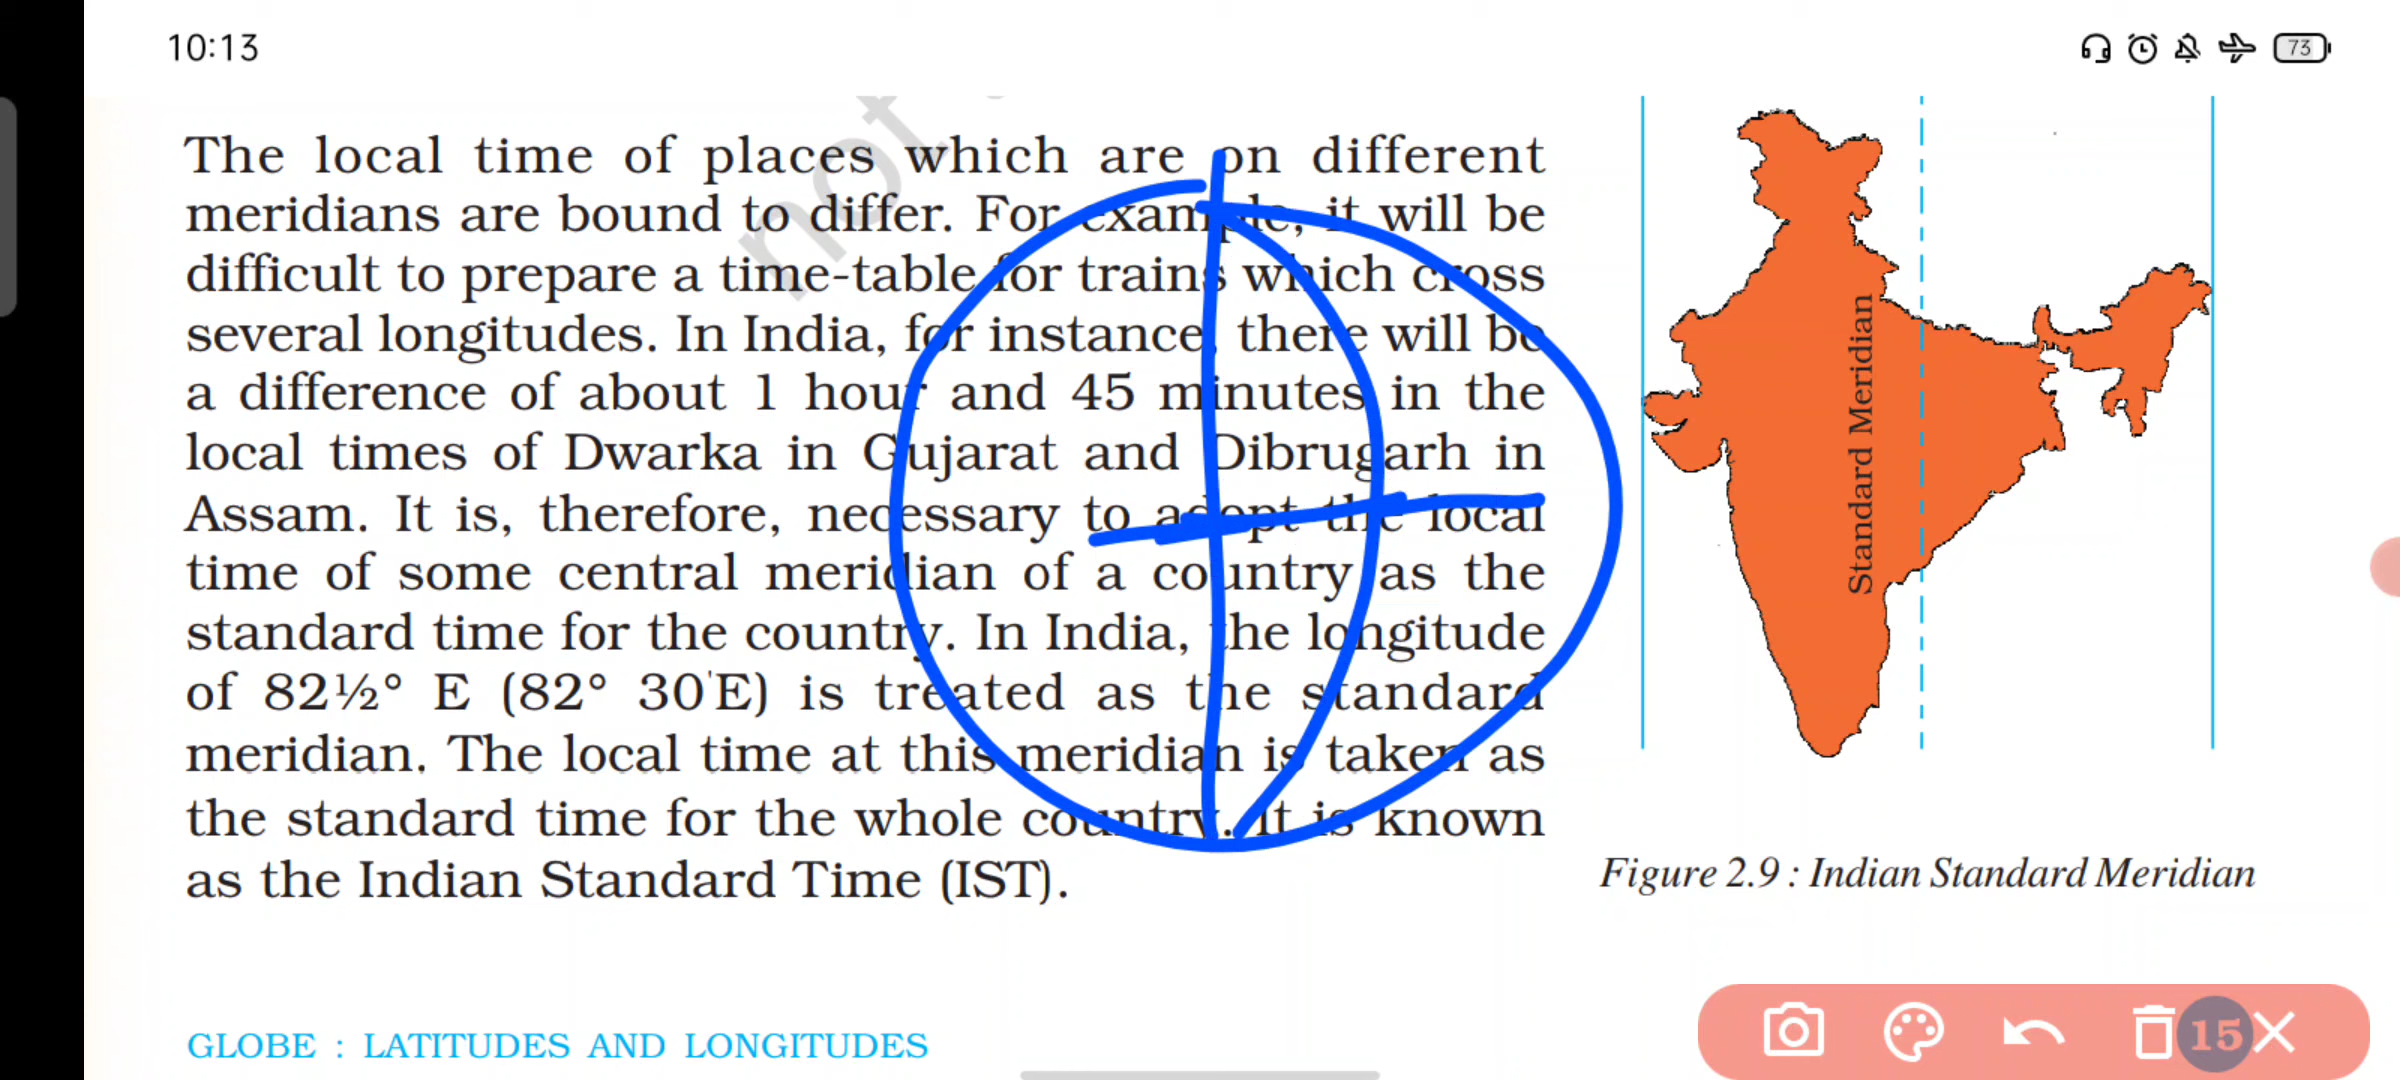 10:13
73
not
The local time of places which are on different
meridians are bound to differ. For example, it will be
difficult to prepare a time-table for trains which cross
several longitudes. In India, for instance, there will be
a difference of about 1 hour and 45 minutes in the
local times of Dwarka in Gujarat and Dibrugarh in
Assam. It is, therefore, necessary to adopt the local
time of some central meridian of a country as the
standard time for the country. In India, the longitude
of 82½° E (82° 30'E) is treated as the standard
meridian. The local time at this meridian is taken as
the standard time for the whole country. It is known
as the Indian Standard Time (IST).
Standard Meridian
Figure 2.9 : Indian Standard Meridian
GLOBE : LATITUDES AND LONGITUDES
15